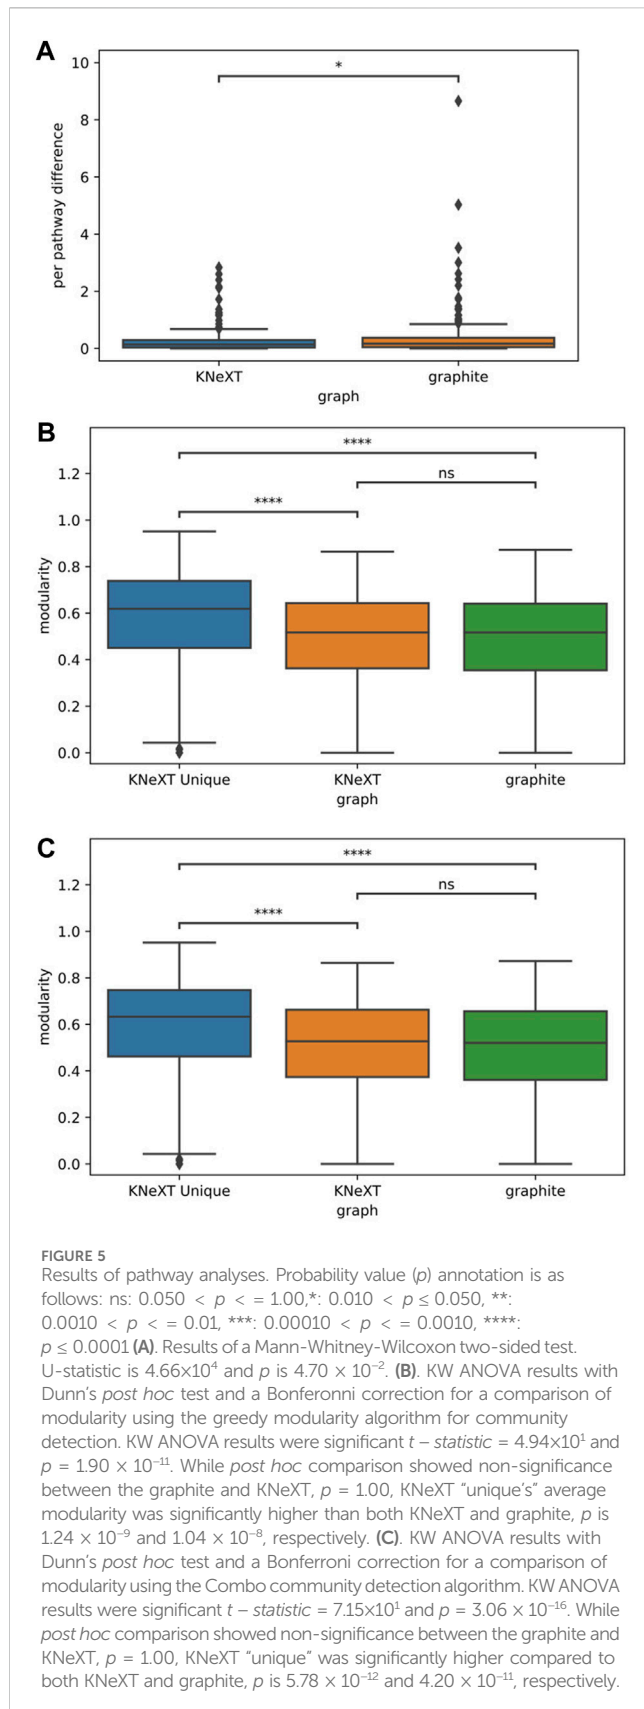 A
10
*
8
6
4
2
0
per pathway difference
KNeXT
graphite
graph
B
****
ns
****
1.2
1.0
0.8
0.6
0.4
0.2
0.0
modularity
KNeXT Unique
KNeXT
graphite
graph
C
****
ns
****
1.2
1.0
0.8
0.6
0.4
0.2
0.0
modularity
KNeXT Unique
KNeXT
graphite
graph
FIGURE 5
Results of pathway analyses. Probability value (p) annotation is as
follows: ns: 0.050 < p < = 1.00,*: 0.010 < p ≤ 0.050, **:
0.0010 < p < = 0.01, ***: 0.00010 < p < = 0.0010, ****:
p ≤ 0.0001 (A). Results of a Mann-Whitney-Wilcoxon two-sided test.
U-statistic is 4.66×10⁴ and p is 4.70 × 10⁻². (B). KW ANOVA results with
Dunn's post hoc test and a Bonferonni correction for a comparison of
modularity using the greedy modularity algorithm for community
detection. KW ANOVA results were significant t – statistic = 4.94×10¹ and
p = 1.90 × 10⁻¹¹. While post hoc comparison showed non-significance
between the graphite and KNeXT, p = 1.00, KNeXT "unique's" average
modularity was significantly higher than both KNeXT and graphite, p is
1.24 × 10⁻⁹ and 1.04 × 10⁻⁸, respectively. (C). KW ANOVA results with
Dunn's post hoc test and a Bonferroni correction for a comparison of
modularity using the Combo community detection algorithm. KW ANOVA
results were significant t – statistic = 7.15×10¹ and p = 3.06 × 10⁻¹⁶. While
post hoc comparison showed non-significance between the graphite and
KNeXT, p = 1.00, KNeXT "unique" was significantly higher compared to
both KNeXT and graphite, p is 5.78 × 10⁻¹² and 4.20 × 10⁻¹¹, respectively.